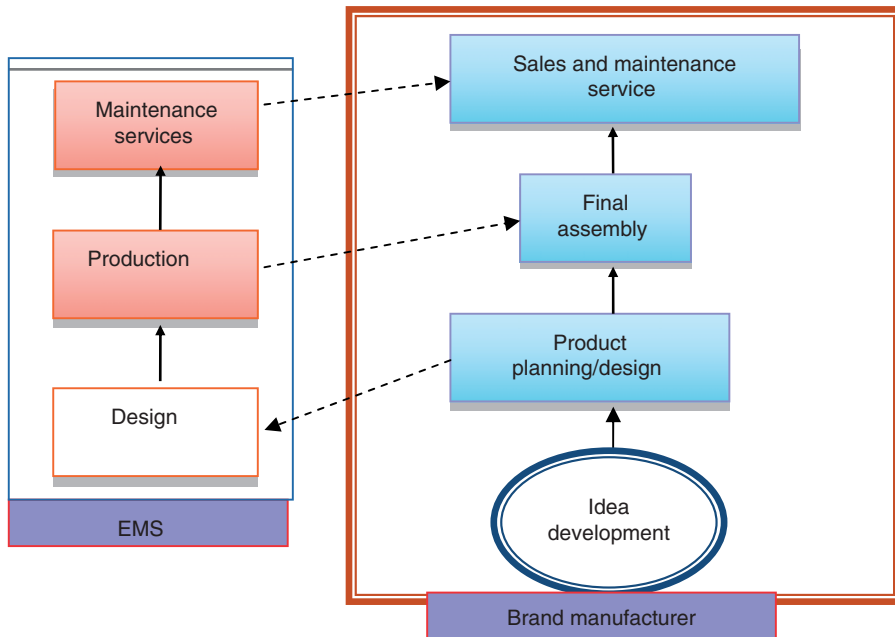 Maintenance
services
Production
Design
EMS
Sales and maintenance
service
Final
assembly
Product
planning/design
Idea
development
Brand manufacturer